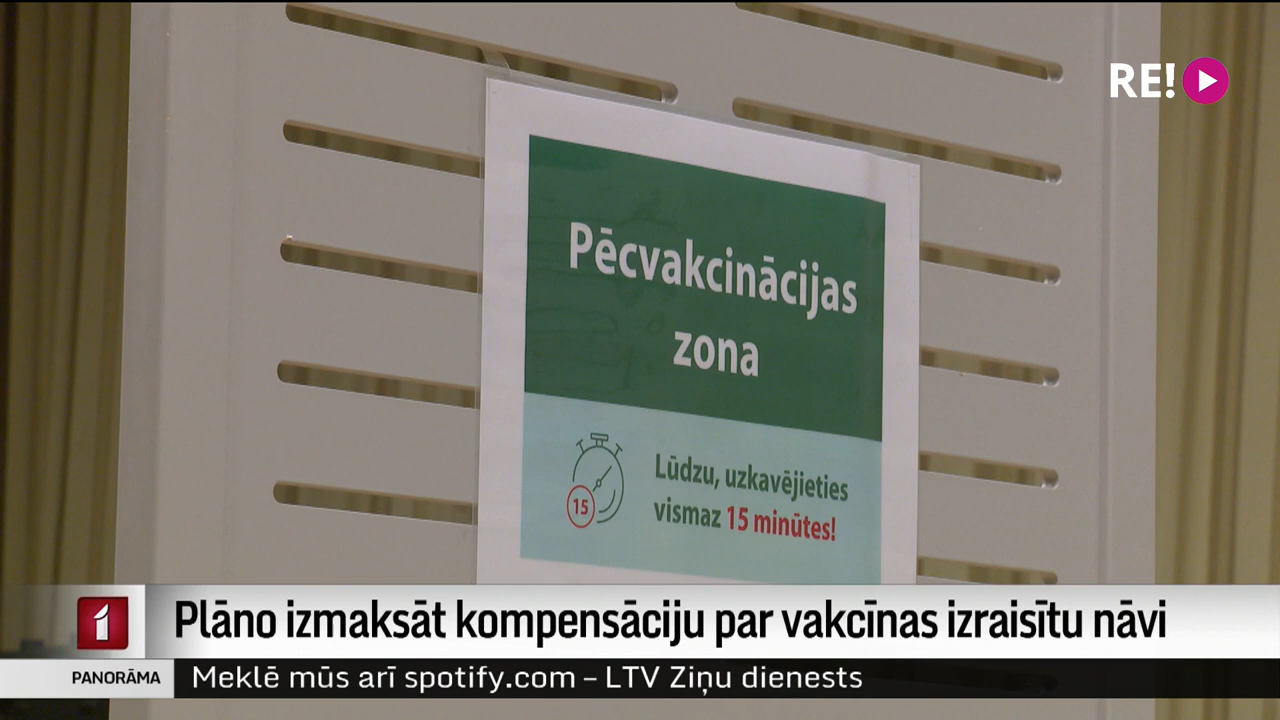 RE!
Pēcvakcinācijas
zona
15
Lūdzu, uzkavējieties
vismaz 15 minūtes!
1
Plāno izmaksāt kompensāciju par vakcīnas izraisītu nāvi
PANORĀMA
Meklē mūs arī spotify.com – LTV Ziņu dienests